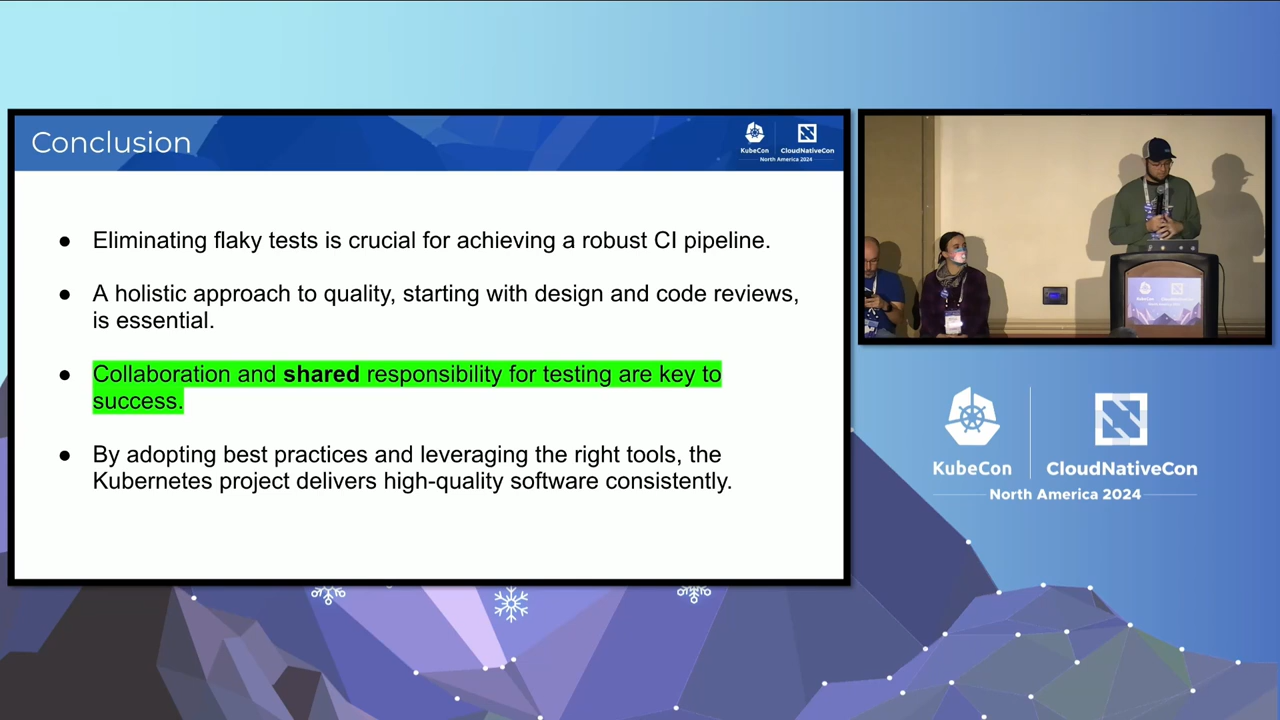 Conclusion
KubeCon
CloudNativeCon
North America 2024
● Eliminating flaky tests is crucial for achieving a robust CI pipeline.
● A holistic approach to quality, starting with design and code reviews,
is essential.
● Collaboration and shared responsibility for testing are key to
success.
● By adopting best practices and leveraging the right tools, the
Kubernetes project delivers high-quality software consistently.
KubeCon
CloudNativeCon
North America 2024